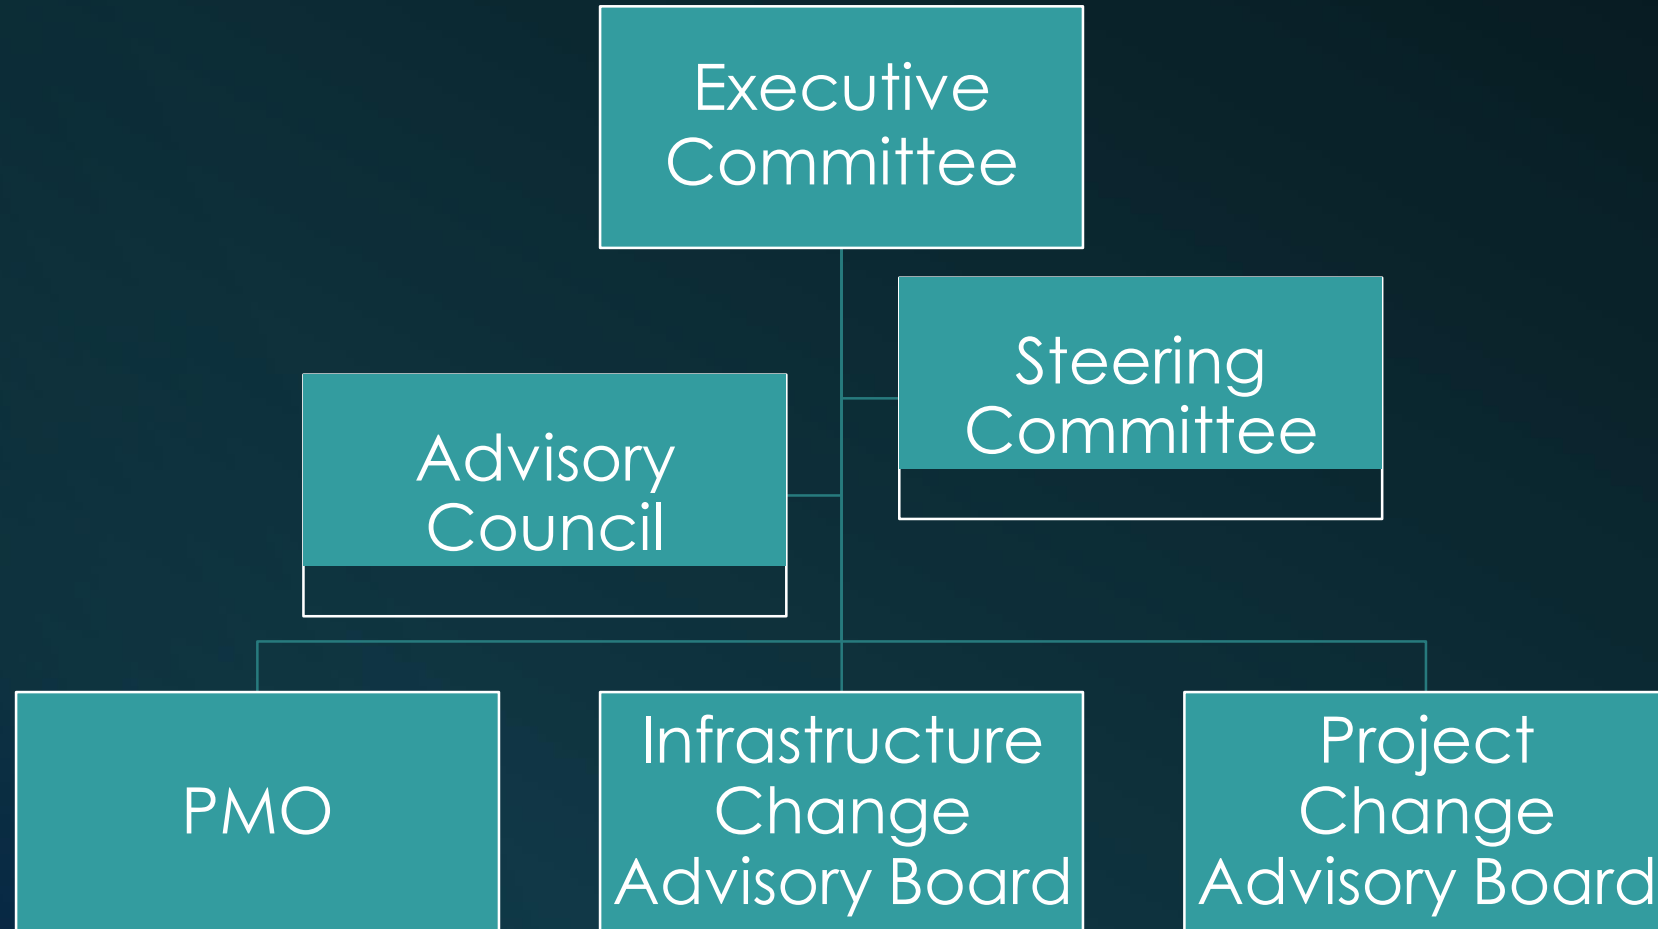 Executive
Committee
Steering
Committee
Advisory
Council
PMO
Infrastructure
Change
Advisory Board
Project
Change
Advisory Board